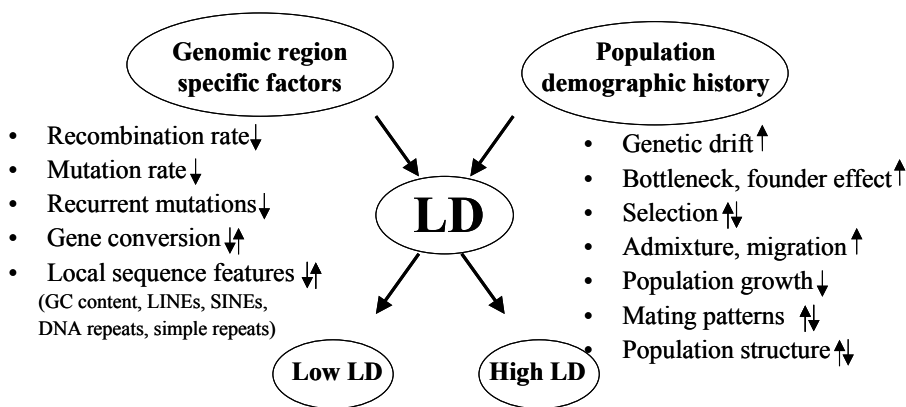 Genomic region
specific factors
Population
demographic history
• Recombination rate↓
• Mutation rate↓
• Recurrent mutations↓
• Gene conversion↓↑
• Local sequence features↓↑
(GC content, LINEs, SINEs,
DNA repeats, simple repeats)
LD
• Genetic drift↑
• Bottleneck, founder effect↑
• Selection↑↓
• Admixture, migration↑
• Population growth↓
• Mating patterns ↑↓
• Population structure↑↓
Low LD
High LD